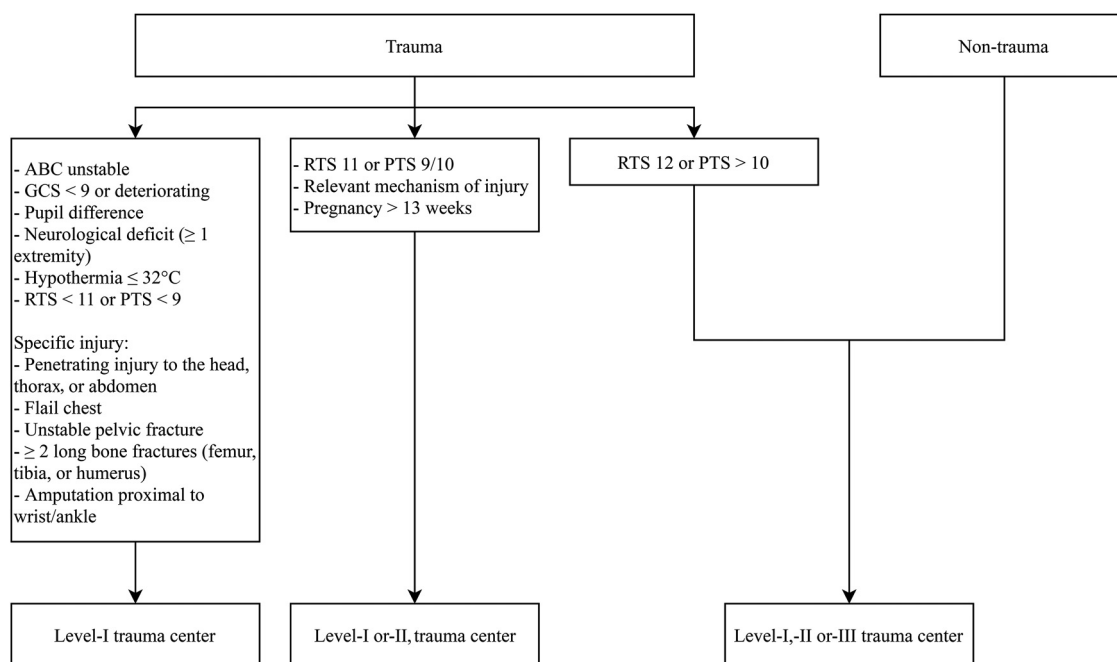 Trauma
Non-trauma
- ABC unstable
- GCS < 9 or deteriorating
- Pupil difference
- Neurological deficit (≥ 1
extremity)
- Hypothermia ≤ 32°C
- RTS < 11 or PTS < 9
Specific injury:
- Penetrating injury to the head,
thorax, or abdomen
- Flail chest
- Unstable pelvic fracture
- ≥ 2 long bone fractures (femur,
tibia, or humerus)
- Amputation proximal to
wrist/ankle
- RTS 11 or PTS 9/10
- Relevant mechanism of injury
- Pregnancy > 13 weeks
RTS 12 or PTS > 10
Level-I trauma center
Level-I or-II, trauma center
Level-I,-II or-III trauma center